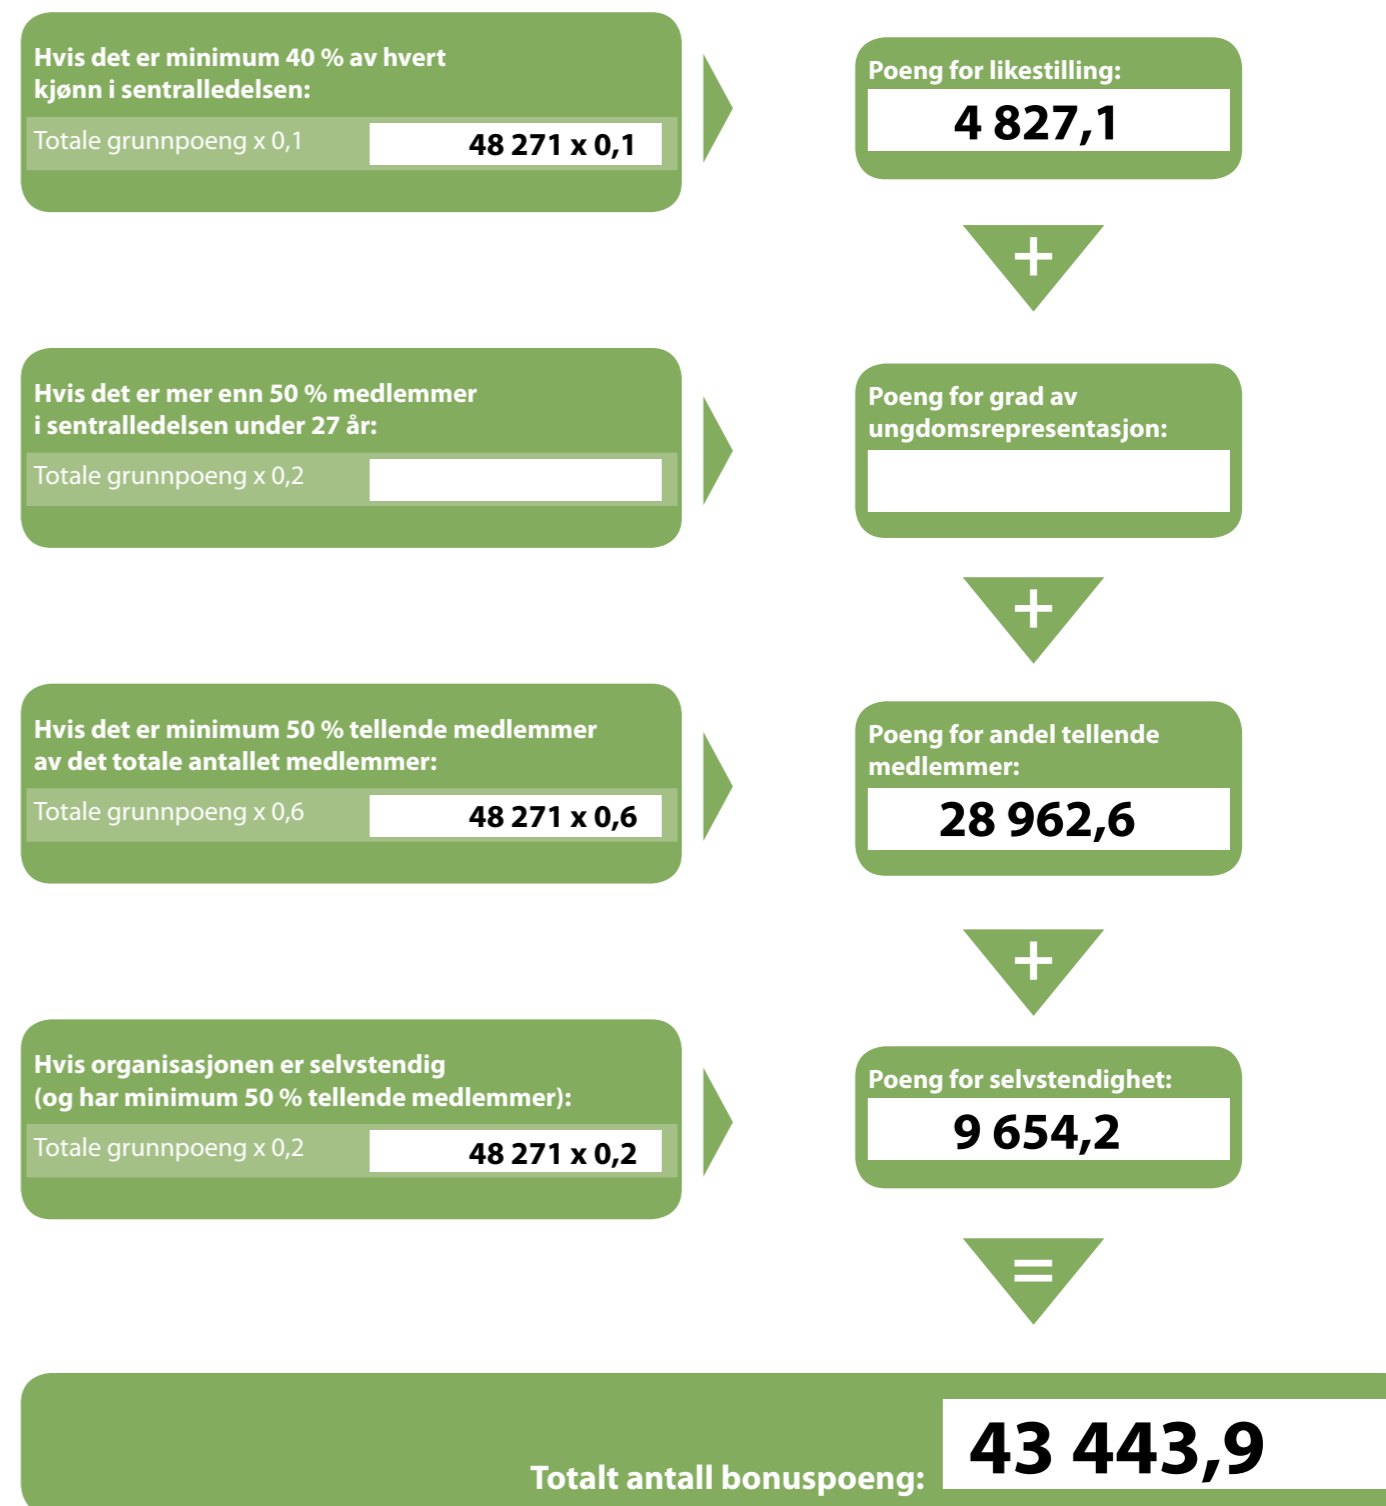 Hvis det er minimum 40 % av hvert
kjønn i sentralledelsen:
Totale grunnpoeng x 0,1
48 271 x 0,1
Poeng for likestilling:
4 827,1
+
Hvis det er mer enn 50 % medlemmer
i sentralledelsen under 27 år:
Totale grunnpoeng x 0,2
Poeng for grad av
ungdomsrepresentasjon:
+
Hvis det er minimum 50 % tellende medlemmer
av det totale antallet medlemmer:
Totale grunnpoeng x 0,6
48 271 x 0,6
Poeng for andel tellende
medlemmer:
28 962,6
+
Hvis organisasjonen er selvstendig
(og har minimum 50 % tellende medlemmer):
Totale grunnpoeng x 0,2
48 271 x 0,2
Poeng for selvstendighet:
9 654,2
=
Totalt antall bonuspoeng:
43 443,9